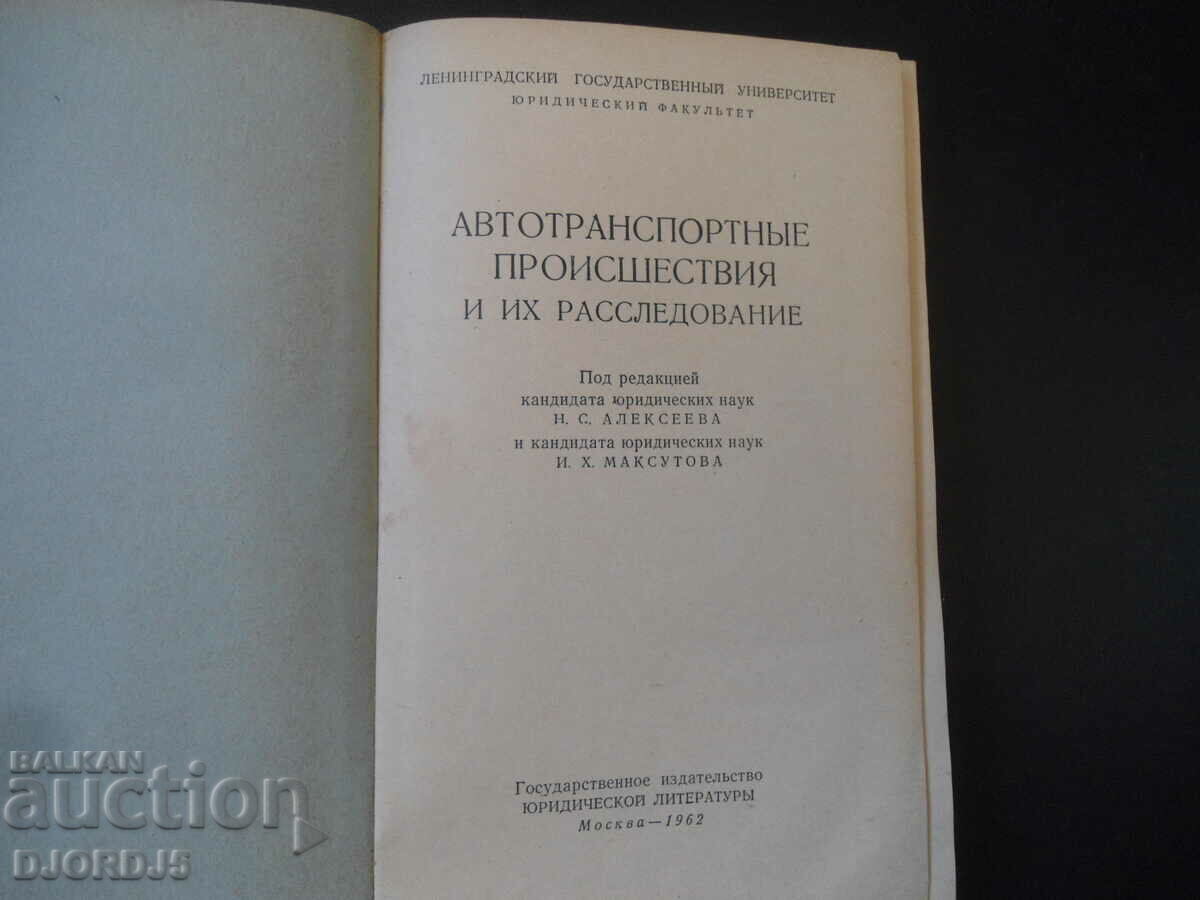 ЛЕНИНГРАДСКИЙ ГОСУДАРСТВЕННЫЙ УНИВЕРСИТЕТ
ЮРИДИЧЕСКИЙ ФАКУЛЬТЕТ
АВТОТРАНСПОРТНЫЕ
ПРОИСШЕСТВИЯ
И ИХ РАССЛЕДОВАНИЕ
Под редакцией
кандидата юридических наук
Н. С. АЛЕКСЕЕВА
и кандидата юридических наук
И. Х. МАКСУТОВА
Государственное издательство
ЮРИДИЧЕСКОЙ ЛИТЕРАТУРЫ
Москва—1962
BALKAN
auction
DJORDJ5